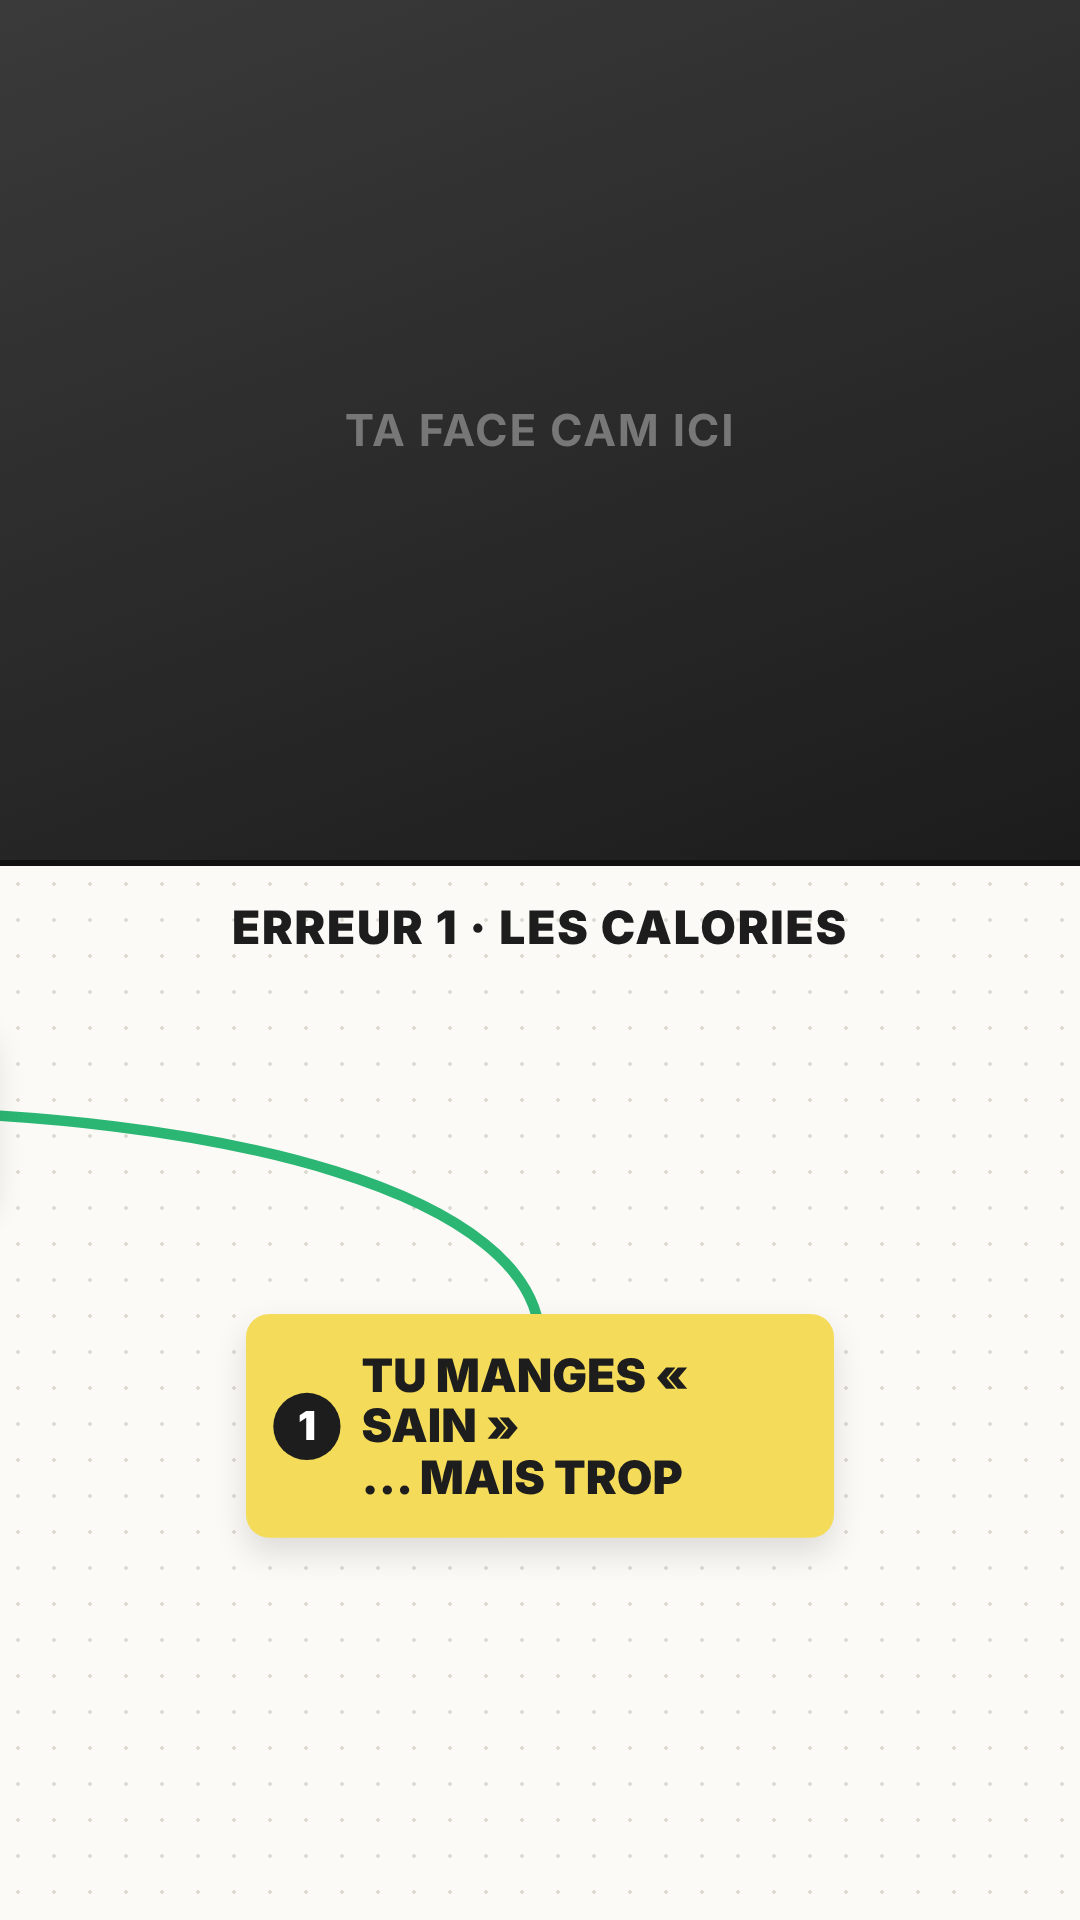 TA FACE CAM ICI
ERREUR 1 · LES CALORIES
1
TU MANGES «
SAIN »
…MAIS TROP